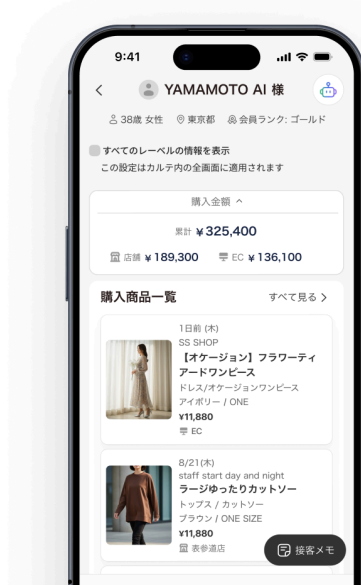 9:41
YAMAMOTO AI 様
38歳 女性 東京都 会員ランク: ゴールド
すべてのレーベルの情報を表示
この設定はカルテ内の全画面に適用されます
購入金額
累計 ¥325,400
店舗 ¥189,300 EC ¥136,100
購入商品一覧 すべて見る
1日前 (木)
SS SHOP
【オケージョン】フラワーティ
アードワンピース
ドレス/オケージョンワンピース
アイボリー / ONE
¥11,880
EC
8/21(木)
staff start day and night
ラージゆったりカットソー
トップス / カットソー
ブラウン / ONE SIZE
¥11,880
表参道店
接客メモ